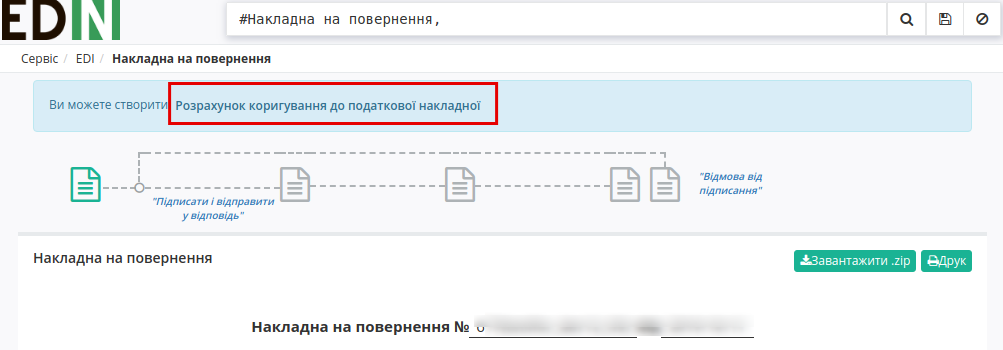 EDIN
#Накладна на повернення,
Сервіс / EDI / Накладна на повернення
Ви можете створити Розрахунок коригування до податкової накладної
"Відмова від
підписання"
"Підписати і відправити
у відповідь"
Накладна на повернення
Завантажити .zip
Друк
Накладна на повернення №